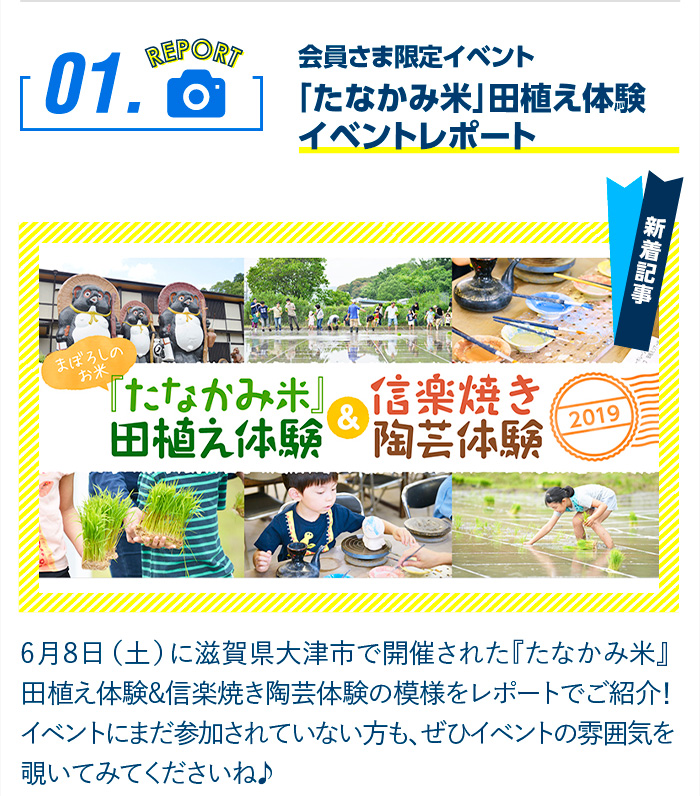 01.
REPORT
会員さま限定イベント
「たなかみ米」田植え体験
イベントレポート
新着記事
まぼろしの
お米
『たなかみ米』
田植え体験
&
信楽焼き
陶芸体験
2019
6月8日（土）に滋賀県大津市で開催された『たなかみ米』
田植え体験&信楽焼き陶芸体験の模様をレポートでご紹介！
イベントにまだ参加されていない方も、ぜひイベントの雰囲気を
覗いてみてくださいね♪